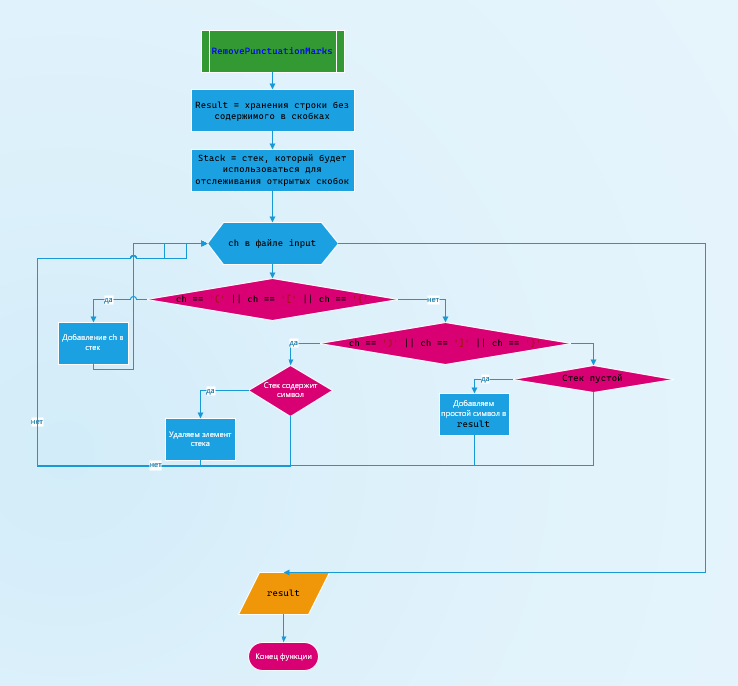 RemovePunctuationMarks
Result = хранения строки без
содержимого в скобках
Stack = стек, который будет
использоваться для
отслеживания открытых скобок
ch в файле input
ch == || ch == || ch ==
да
нет
Добавление ch в
стек
ch == || ch == || ch ==
да
Стек содержит
символ
да
Удаляем элемент
стека
Стек пустой
да
Добавляем
простой символ в
result
нет
нет
result
Конец функции